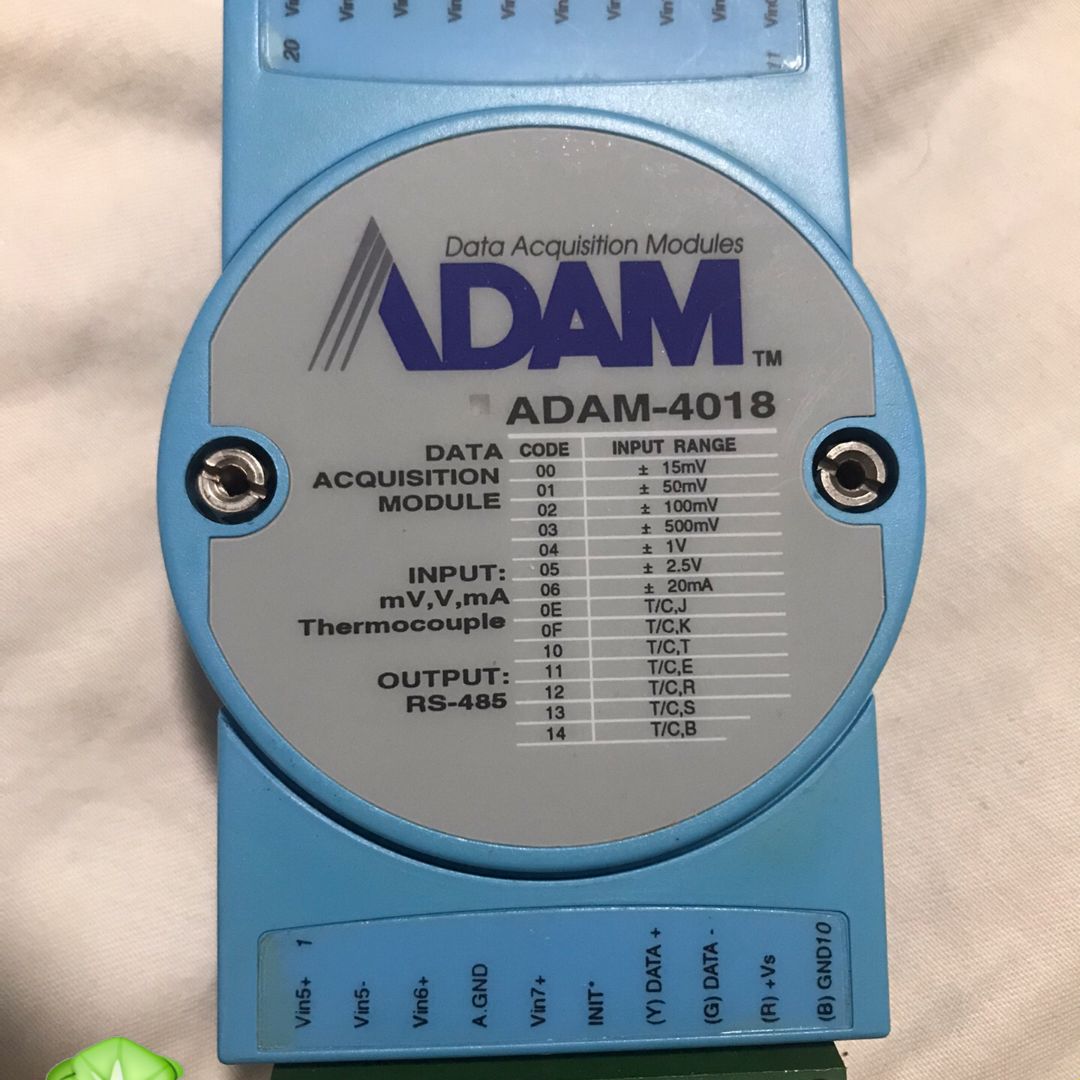 20
11
Data Acquisition Modules
ADAM™
ADAM-4018
DATA
ACQUISITION
MODULE
INPUT:
mV,V,mA
Thermocouple
OUTPUT:
RS-485
CODE INPUT RANGE
00 ± 15mV
01 ± 50mV
02 ± 100mV
03 ± 500mV
04 ± 1V
05 ± 2.5V
06 ± 20mA
0E T/C,J
0F T/C,K
10 T/C,T
11 T/C,E
12 T/C,R
13 T/C,S
14 T/C,B
1
Vin5+
Vin5-
Vin6+
A.GND
Vin7+
INIT*
(Y) DATA +
(G) DATA -
(R) +Vs
(B) GND
10